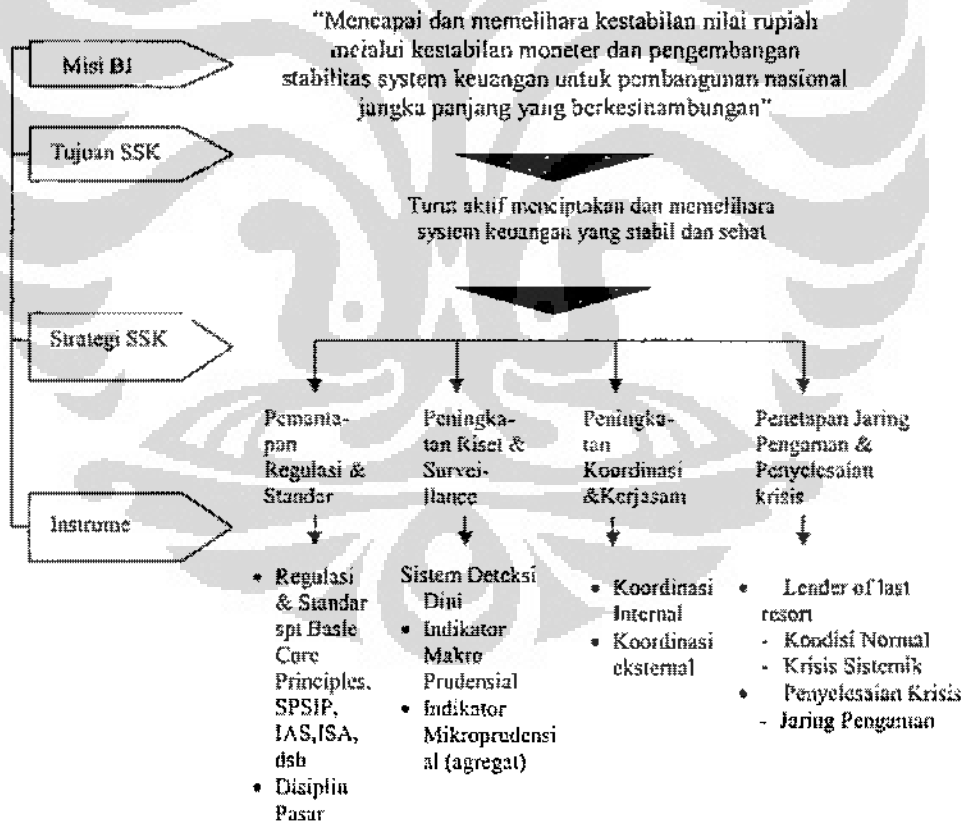 Misi BI
"Mencapai dan memelihara kestabilan nilai rupiah
melalui kestabilan moneter dan pengembangan
stabilitas system keuangan untuk pembangunan nasional
jangka panjang yang berkesinambungan"
Tujuan SSK
Turut aktif menciptakan dan memelihara
system keuangan yang stabil dan sehat
Strategi SSK
Pemanta-
pan
Regulasi &
Standar
Peningka-
tan Riset &
Survei-
llance
Peningka-
tan
Koordinasi
&Kerjasam
Penetapan Jaring
Pengaman &
Penyelesaian
krisis
Instrume
• Regulasi
& Standar
spt Basle
Core
Principles,
SPSIP,
IAS,ISA,
dsb
• Disiplin
Pasar
Sistem Deteksi
Dini
• Indikator
Makro
Prudensial
• Indikator
Mikroprudensi
al (agregat)
• Koordinasi
Internal
• Koordinasi
eksternal
• Lender of last
resort
- Kondisi Normal
- Krisis Sistemik
• Penyelesaian Krisis
- Jaring Pengaman